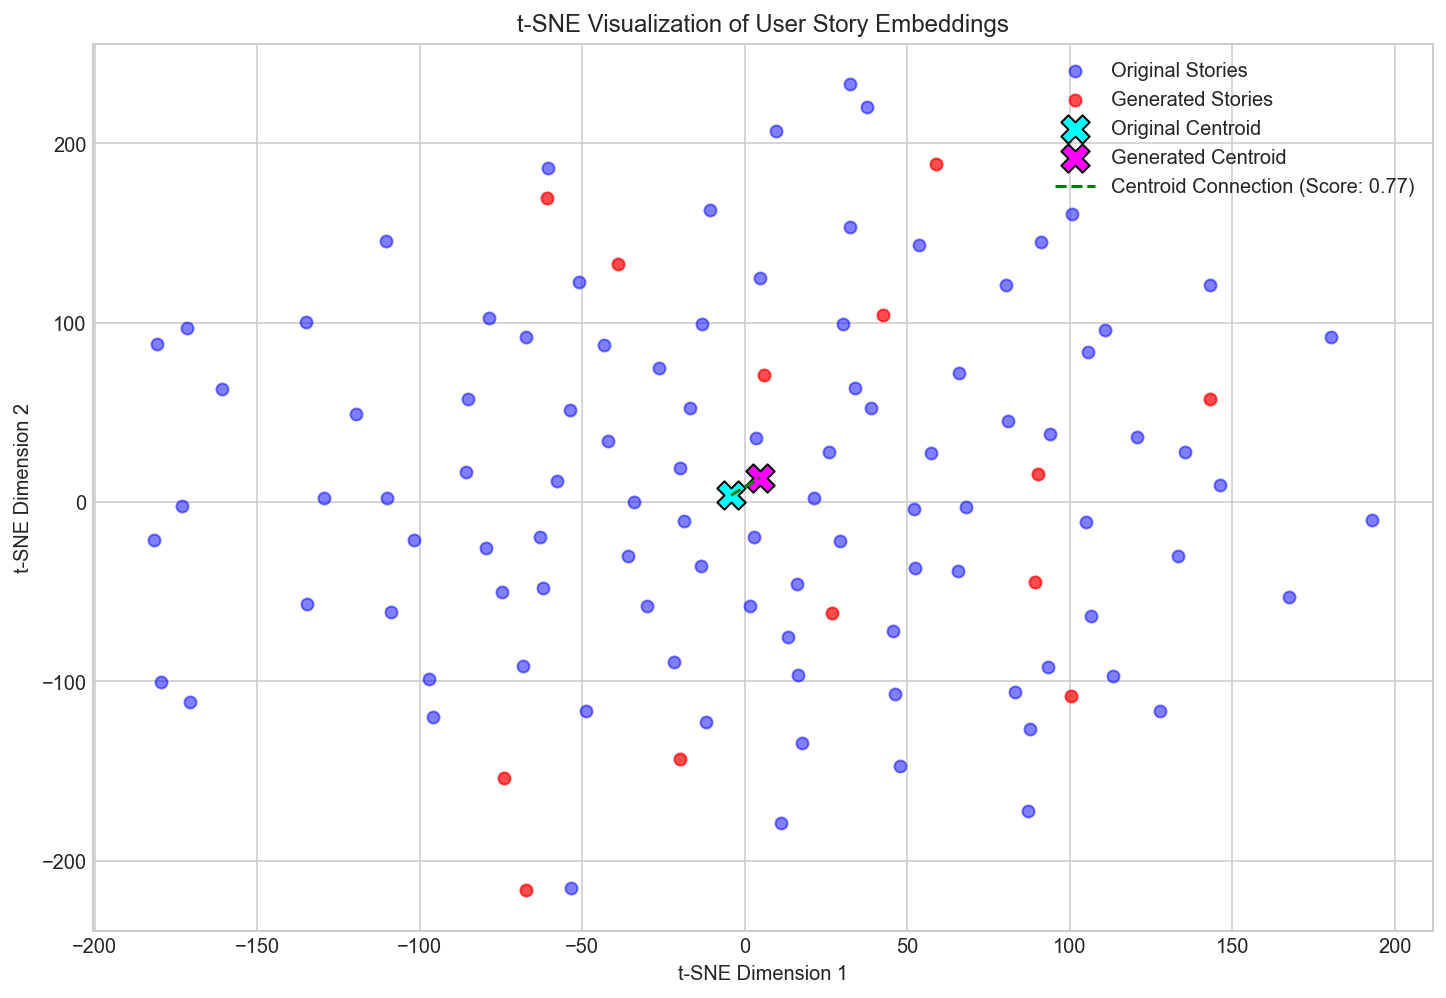 t-SNE Visualization of User Story Embeddings
Original Stories
Generated Stories
Original Centroid
Generated Centroid
Centroid Connection (Score: 0.77)
t-SNE Dimension 2
200
100
0
−100
−200
−200
−150
−100
−50
0
50
100
150
200
t-SNE Dimension 1